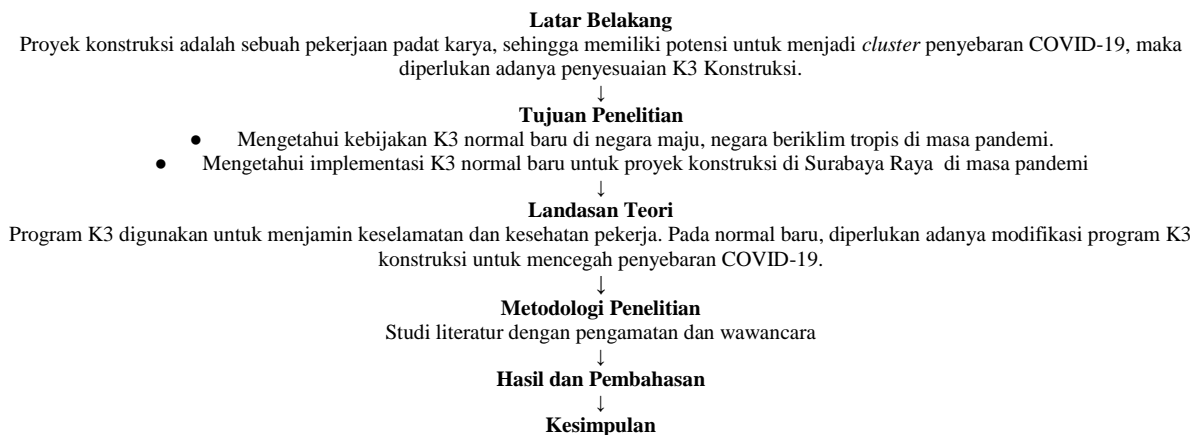 Latar Belakang
Proyek konstruksi adalah sebuah pekerjaan padat karya, sehingga memiliki potensi untuk menjadi cluster penyebaran COVID-19, maka
diperlukan adanya penyesuaian K3 Konstruksi.
↓
Tujuan Penelitian
● Mengetahui kebijakan K3 normal baru di negara maju, negara beriklim tropis di masa pandemi.
● Mengetahui implementasi K3 normal baru untuk proyek konstruksi di Surabaya Raya di masa pandemi
↓
Landasan Teori
Program K3 digunakan untuk menjamin keselamatan dan kesehatan pekerja. Pada normal baru, diperlukan adanya modifikasi program K3
konstruksi untuk mencegah penyebaran COVID-19.
↓
Metodologi Penelitian
Studi literatur dengan pengamatan dan wawancara
↓
Hasil dan Pembahasan
↓
Kesimpulan